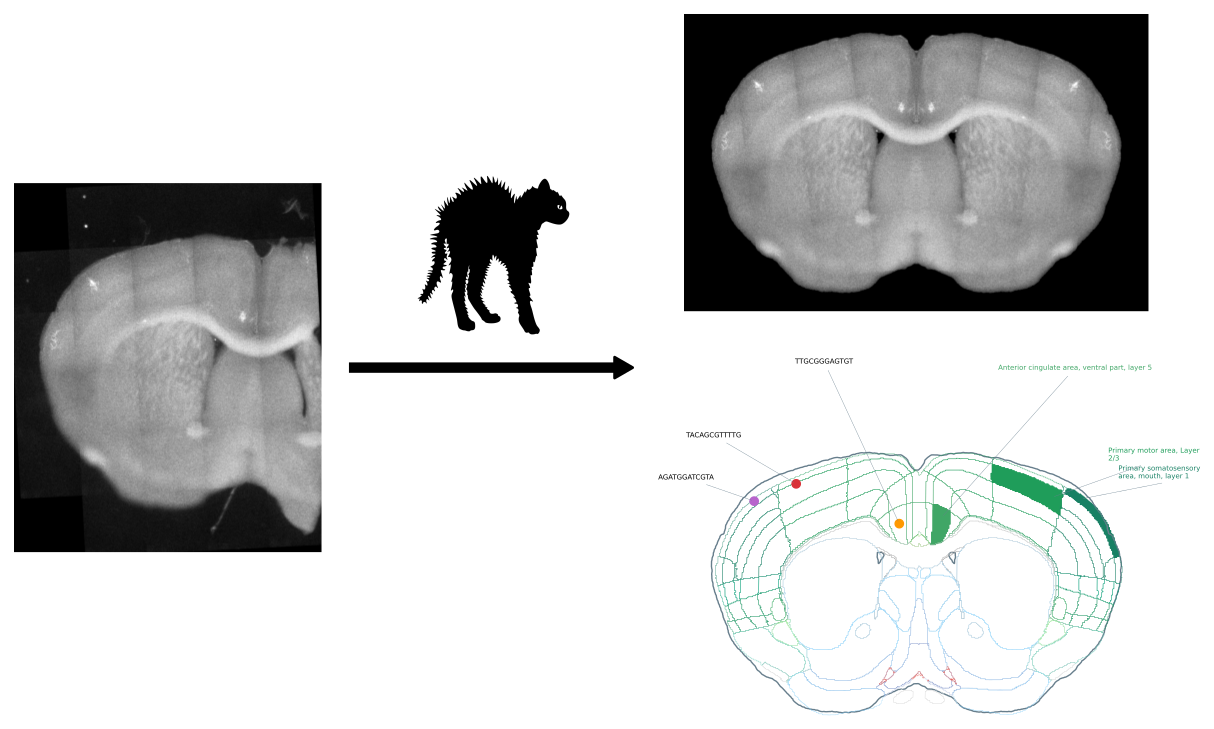 TTGCGGGAGTGT
Anterior cingulate area, ventral part, layer 5
TACAGCGTTTTG
Primary motor area, Layer
2/3
Primary somatosensory
area, mouth, layer 1
AGATGGATCGTA